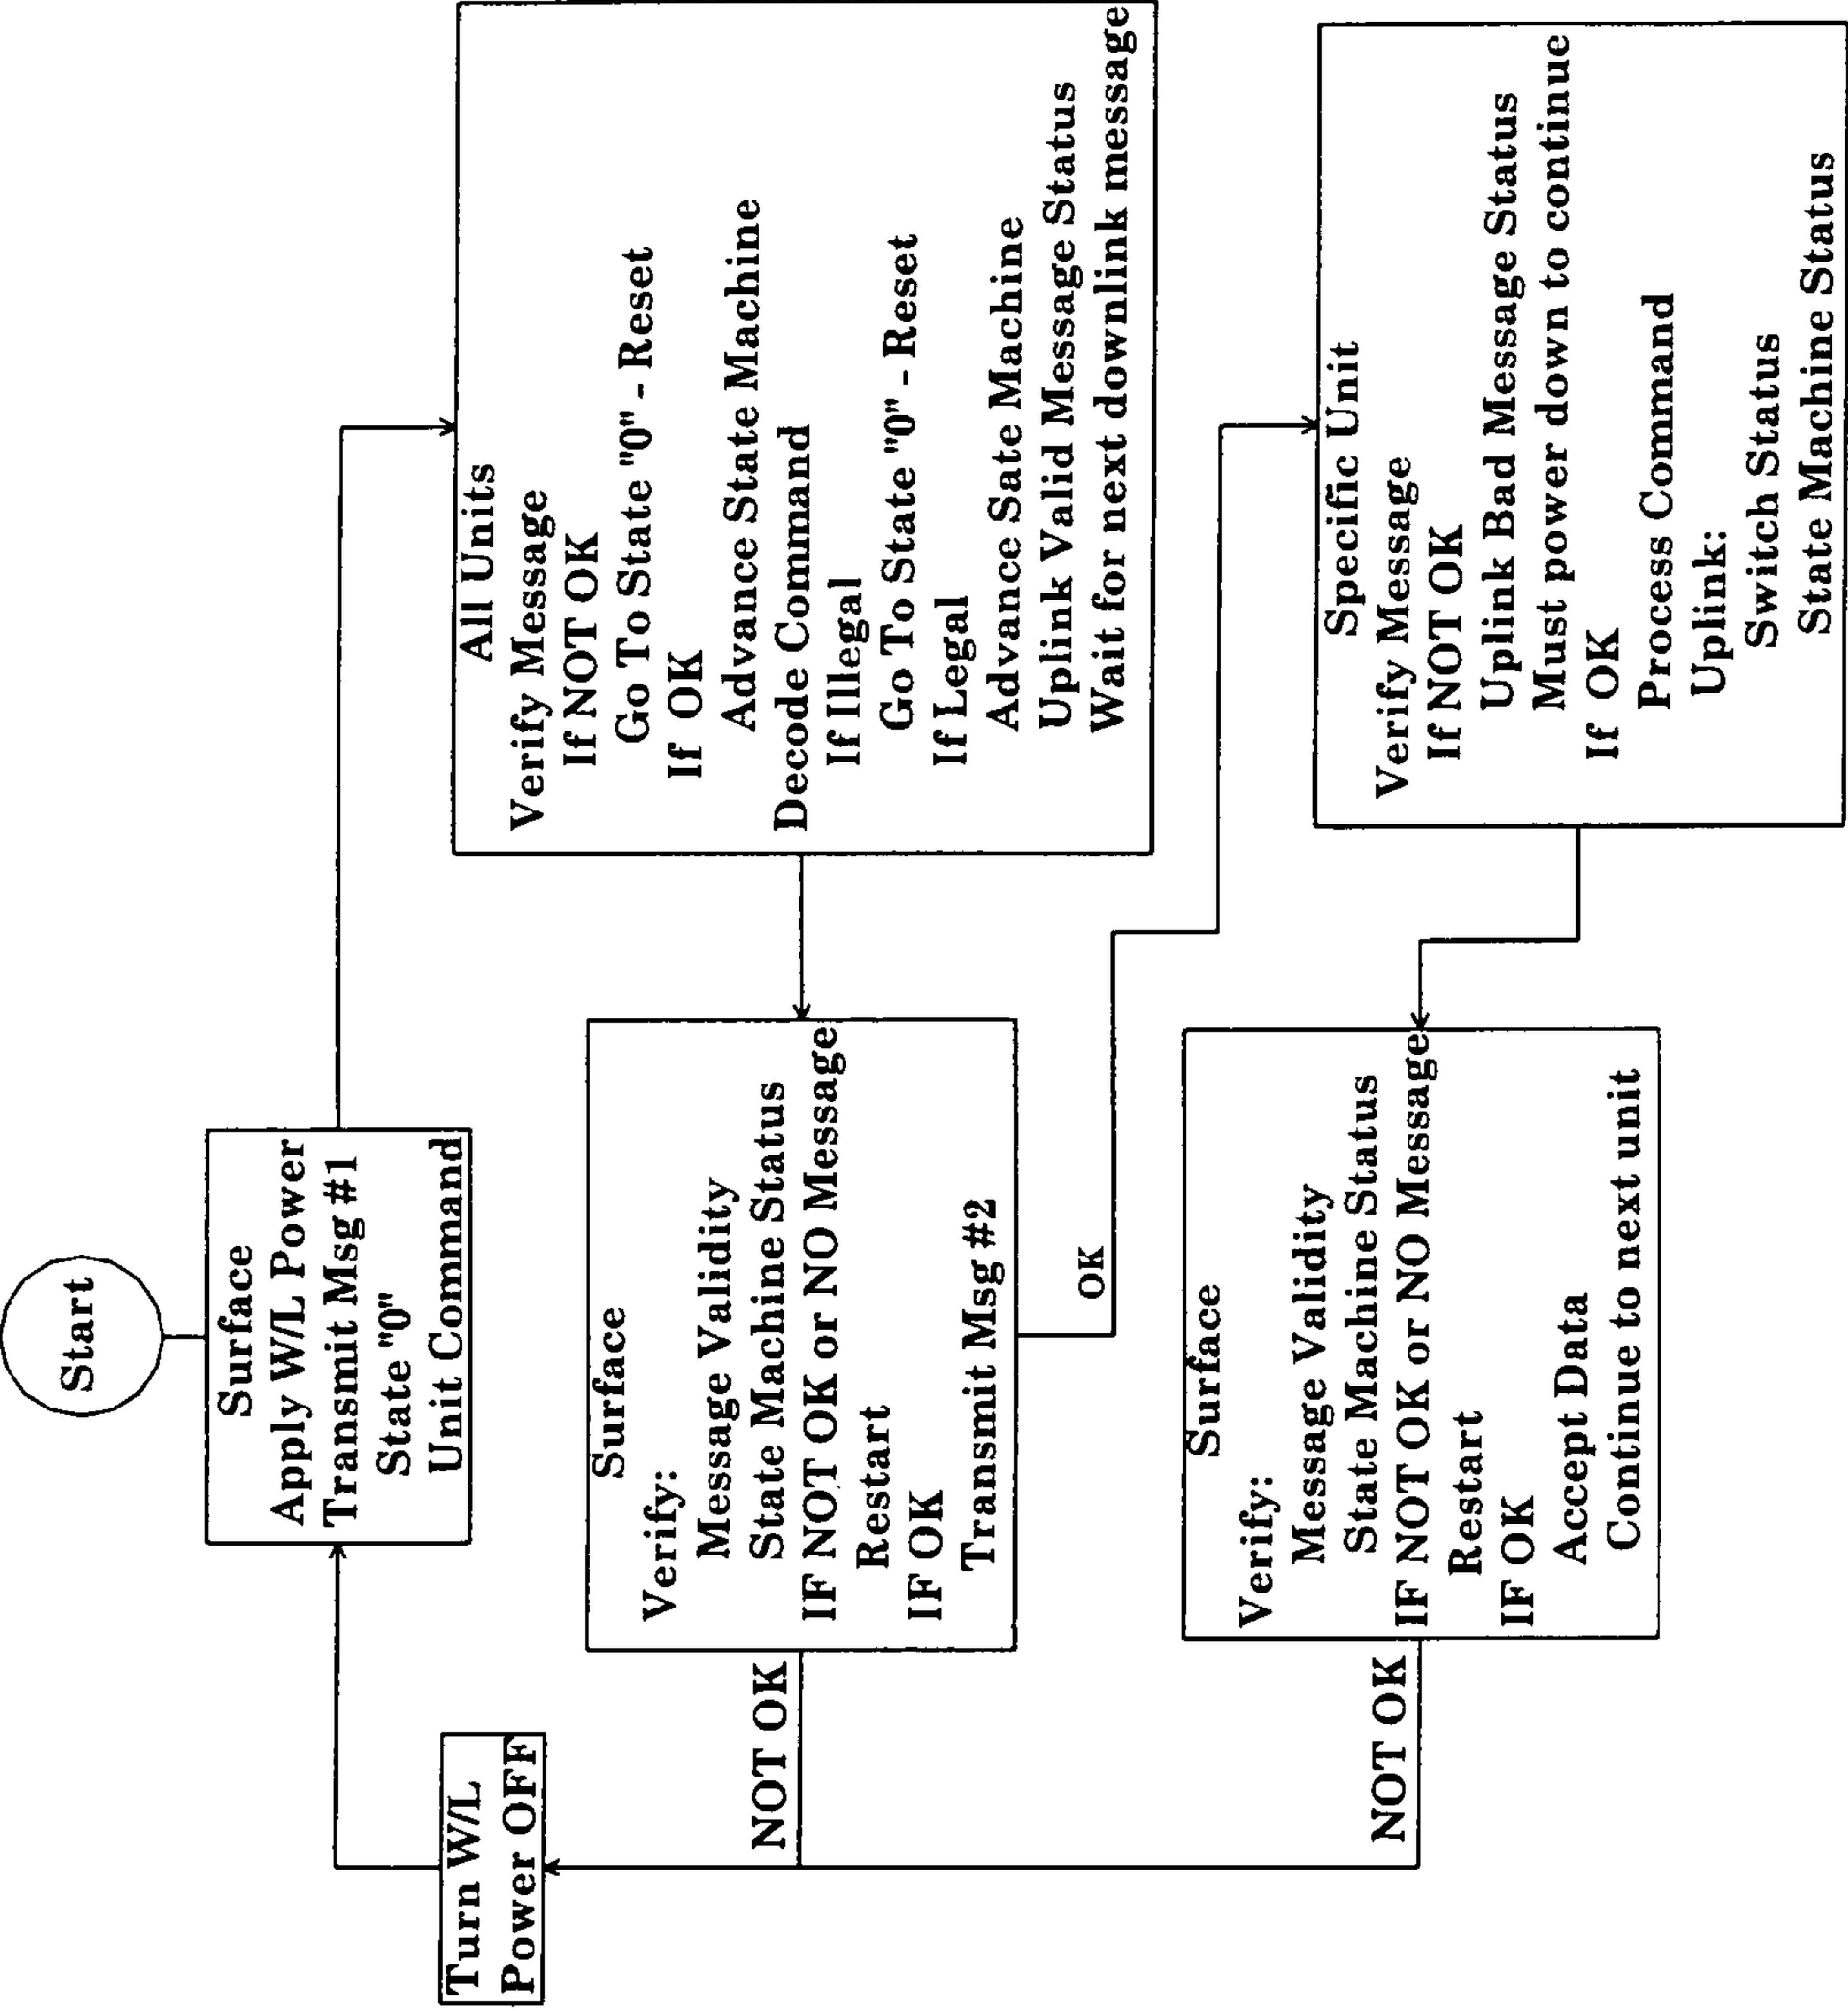 Start
Surface
Apply W/L Power
Transmit Msg #1
State "0"
Unit Command
All Units
Verify Message
If NOT OK
Go To State "0" - Reset
If OK
Advance State Machine
Decode Command
If Illegal
Go To State "0" - Reset
If Legal
Advance Sate Machine
Uplink Valid Message Status
Wait for next downlink message
Turn W/L
Power OFF
NOT OK
Surface
Verify:
Message Validity
State Machine Status
IF NOT OK or NO Message
Restart
IF OK
Transmit Msg #2
OK
Specific Unit
Verify Message
If NOT OK
Uplink Bad Message Status
Must power down to continue
If OK
Process Command
Uplink:
Switch Status
State Machine Status
NOT OK
Surface
Verify:
Message Validity
State Machine Status
IF NOT OK or NO Message
Restart
IF OK
Accept Data
Continue to next unit